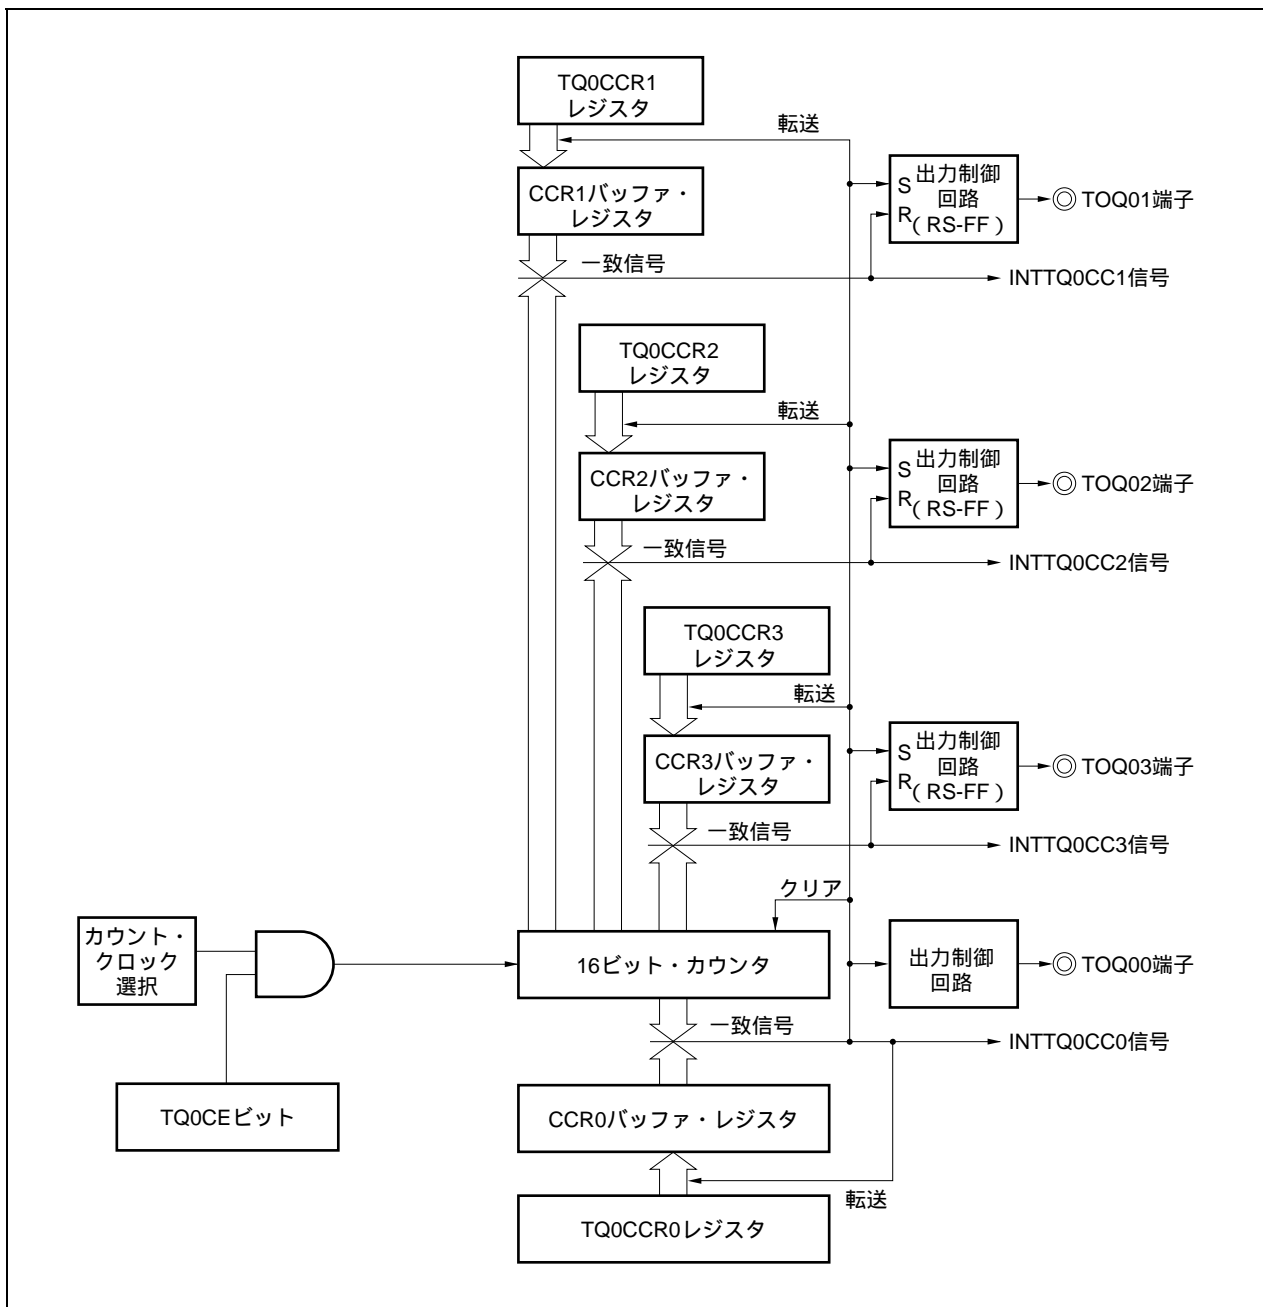 TQ0CCR1
レジスタ
転送
CCR1バッファ・
レジスタ
S 出力制御
回路
R ( RS-FF )
TOQ01端子
一致信号
INTTQ0CC1信号
TQ0CCR2
レジスタ
転送
CCR2バッファ・
レジスタ
S 出力制御
回路
R ( RS-FF )
TOQ02端子
一致信号
INTTQ0CC2信号
TQ0CCR3
レジスタ
転送
CCR3バッファ・
レジスタ
S 出力制御
回路
R ( RS-FF )
TOQ03端子
一致信号
INTTQ0CC3信号
クリア
カウント・
クロック
選択
16ビット・カウンタ
出力制御
回路
TOQ00端子
一致信号
INTTQ0CC0信号
TQ0CEビット
CCR0バッファ・レジスタ
転送
TQ0CCR0レジスタ